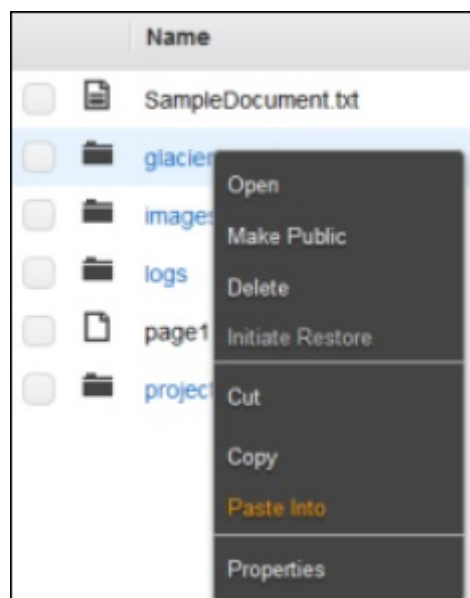 Name
SampleDocument.txt
glacier
Open
images
Make Public
logs
Delete
page1
Initiate Restore
project
Cut
Copy
Paste Into
Properties